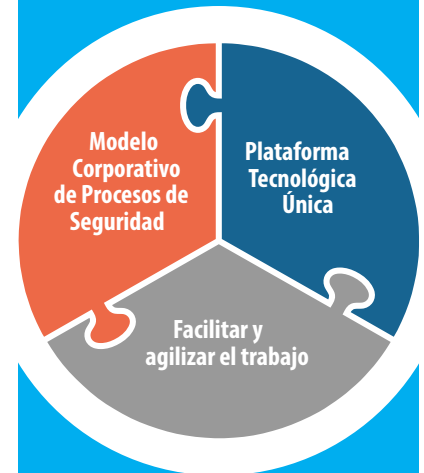 Modelo
Corporativo
de Procesos de
Seguridad
Plataforma
Tecnológica
Única
Facilitar y
agilizar el trabajo